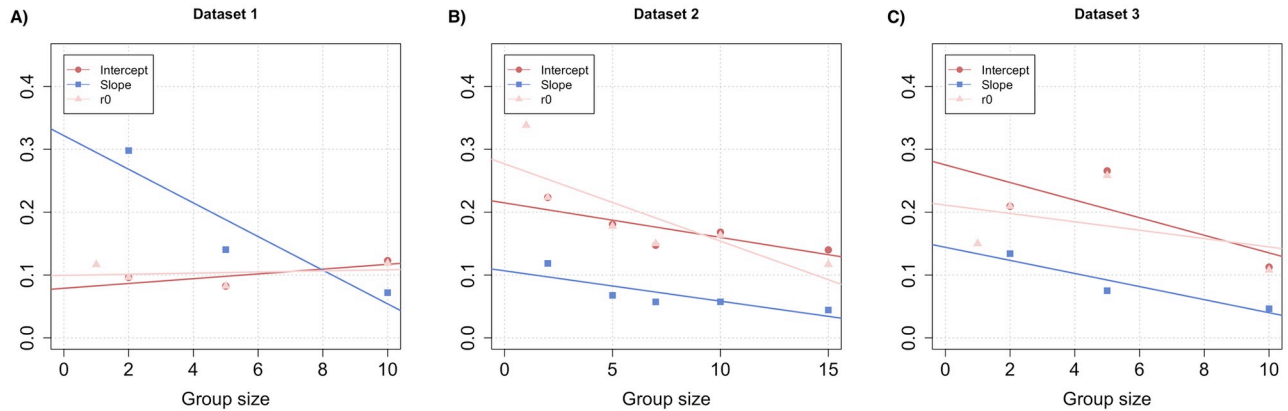 A)
Dataset 1
Intercept
Slope
r0
0.0
0.1
0.2
0.3
0.4
0 2 4 6 8 10
Group size
B)
Dataset 2
Intercept
Slope
r0
0.0
0.1
0.2
0.3
0.4
0 5 10 15
Group size
C)
Dataset 3
Intercept
Slope
r0
0.0
0.1
0.2
0.3
0.4
0 2 4 6 8 10
Group size